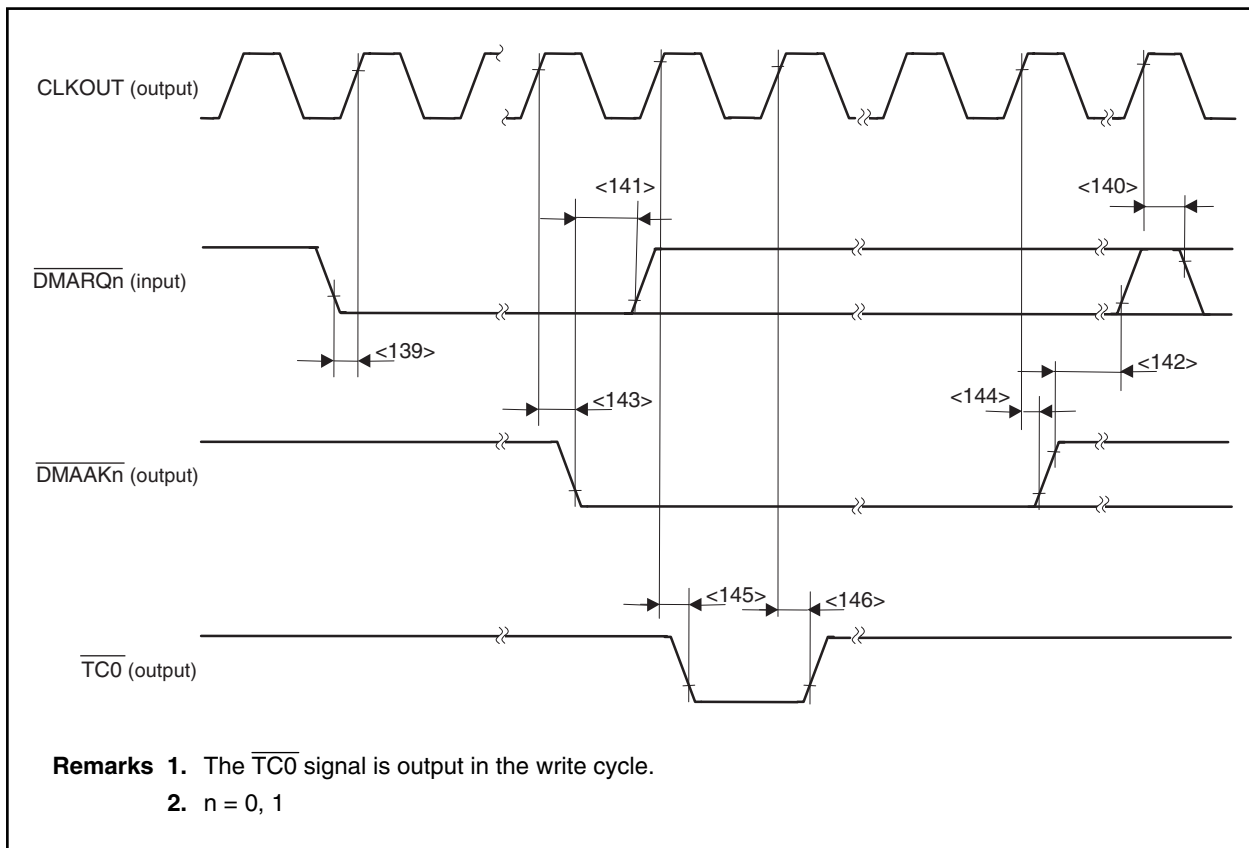 CLKOUT (output)
<141>
<140>
DMARQn (input)
<139>
<142>
<143>
<144>
DMAAKn (output)
<145>
<146>
TC0 (output)
Remarks 1. The TC0 signal is output in the write cycle.
2. n = 0, 1